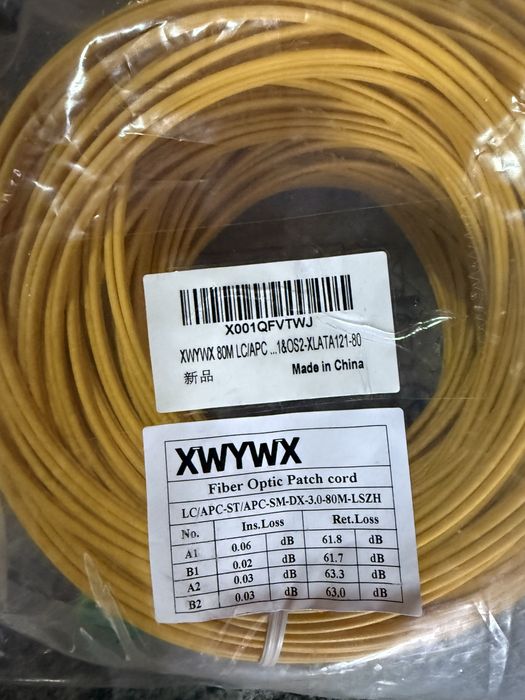 X001QFVTWJ
XWYWX 80M LC/APC ...1&OS2-XLATA121-80
新品 Made in China
XWYWX
Fiber Optic Patch cord
LC/APC-ST/APC-SM-DX-3.0-80M-LSZH
No. Ins.Loss Ret.Loss
A1 0.06 dB 61.8 dB
B1 0.02 dB 61.7 dB
A2 0.03 dB 63.3 dB
B2 0.03 dB 63.0 dB